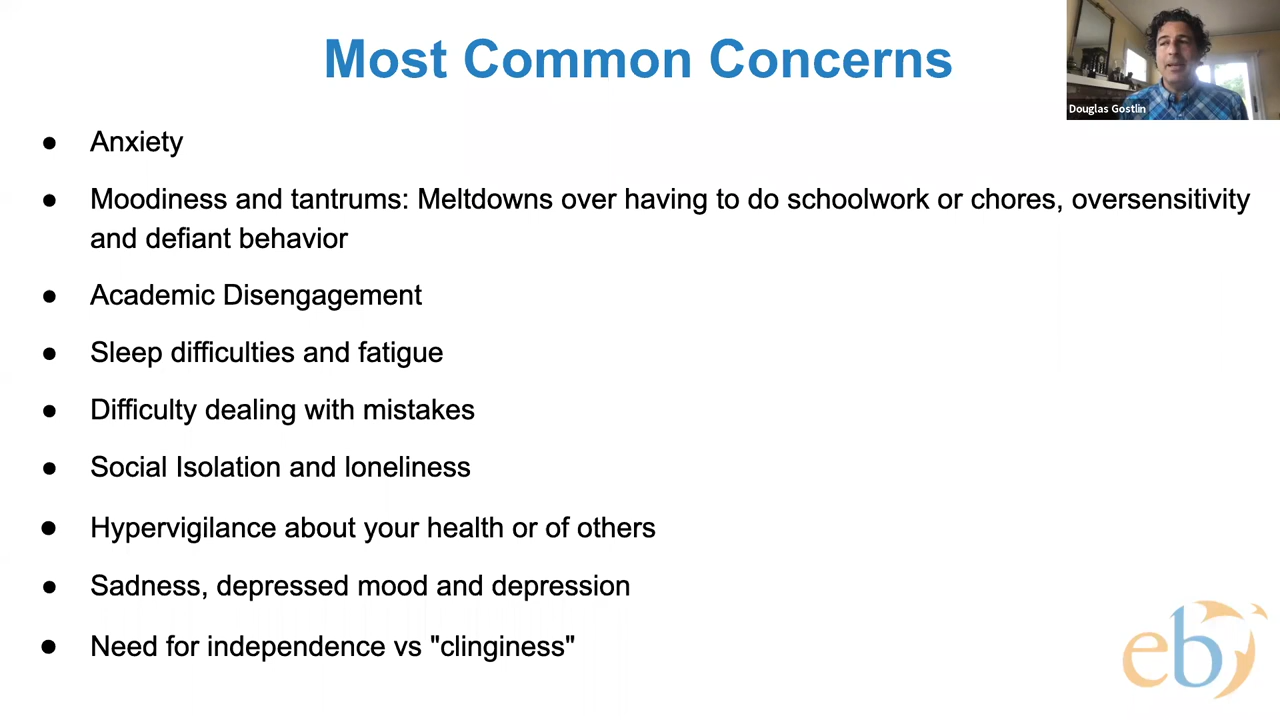 Most Common Concerns
Douglas Gostlin
● Anxiety
● Moodiness and tantrums: Meltdowns over having to do schoolwork or chores, oversensitivity
and defiant behavior
● Academic Disengagement
● Sleep difficulties and fatigue
● Difficulty dealing with mistakes
● Social Isolation and loneliness
● Hypervigilance about your health or of others
● Sadness, depressed mood and depression
● Need for independence vs "clinginess"
ebi